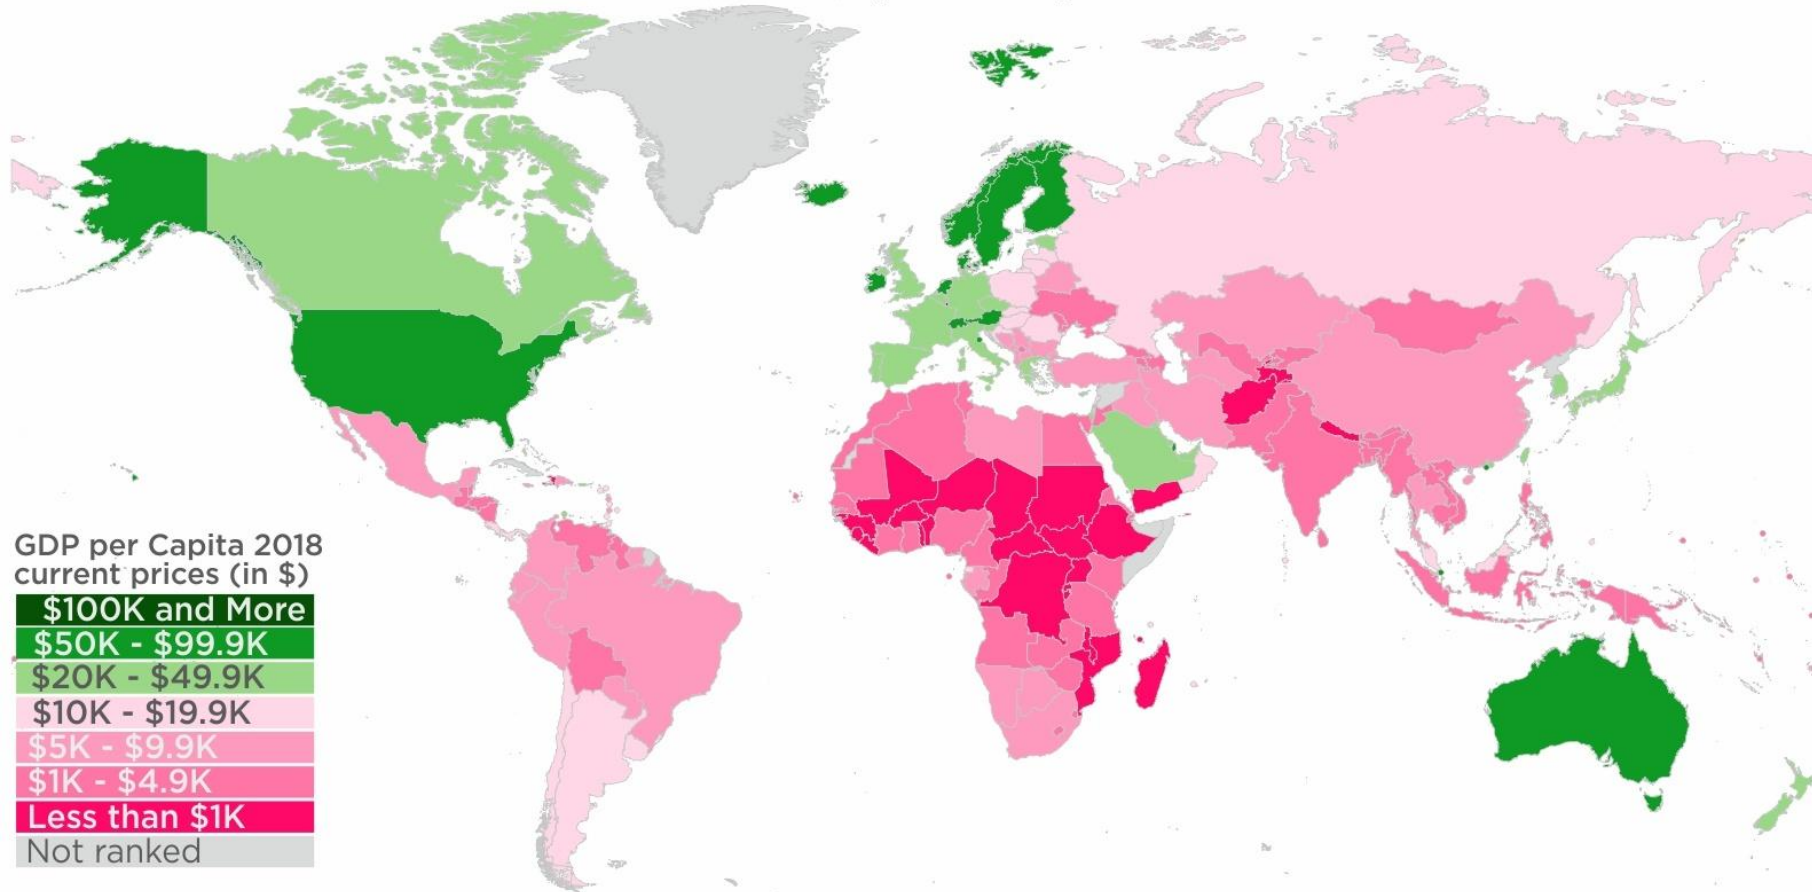 GDP per Capita 2018
current prices (in $)
$100K and More
$50K - $99.9K
$20K - $49.9K
$10K - $19.9K
$5K - $9.9K
$1K - $4.9K
Less than $1K
Not ranked